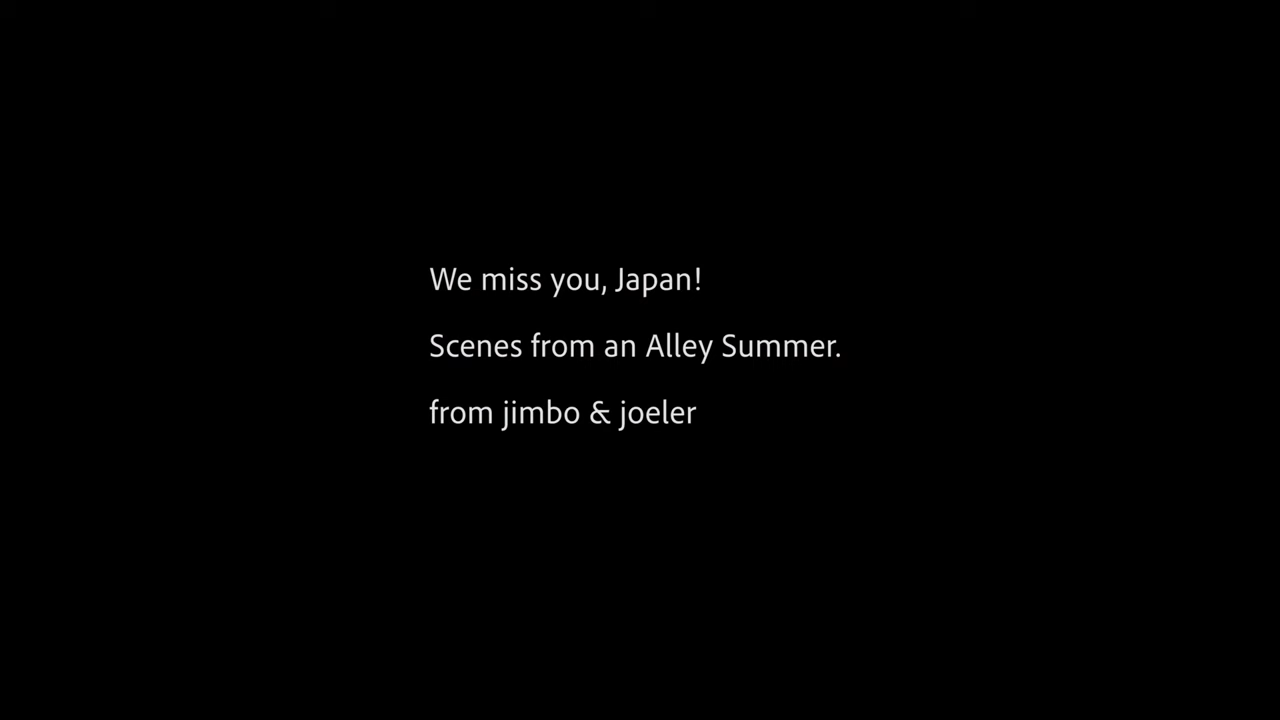 We miss you, Japan!
Scenes from an Alley Summer.
from jimbo & joeler